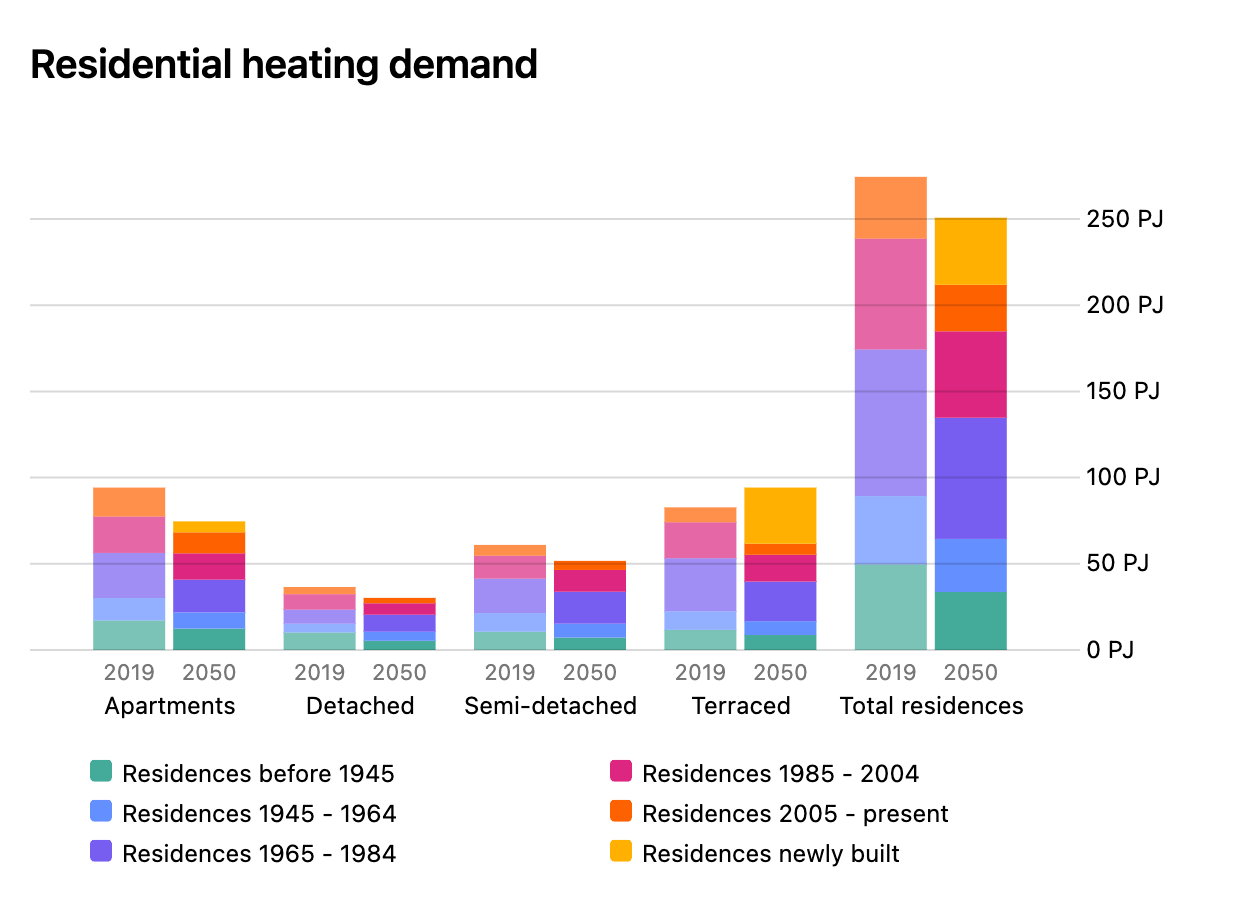 Residential heating demand
250 PJ
200 PJ
150 PJ
100 PJ
50 PJ
0 PJ
2019 2050 2019 2050 2019 2050 2019 2050 2019 2050
Apartments Detached Semi-detached Terraced Total residences
Residences before 1945 Residences 1985 - 2004
Residences 1945 - 1964 Residences 2005 - present
Residences 1965 - 1984 Residences newly built